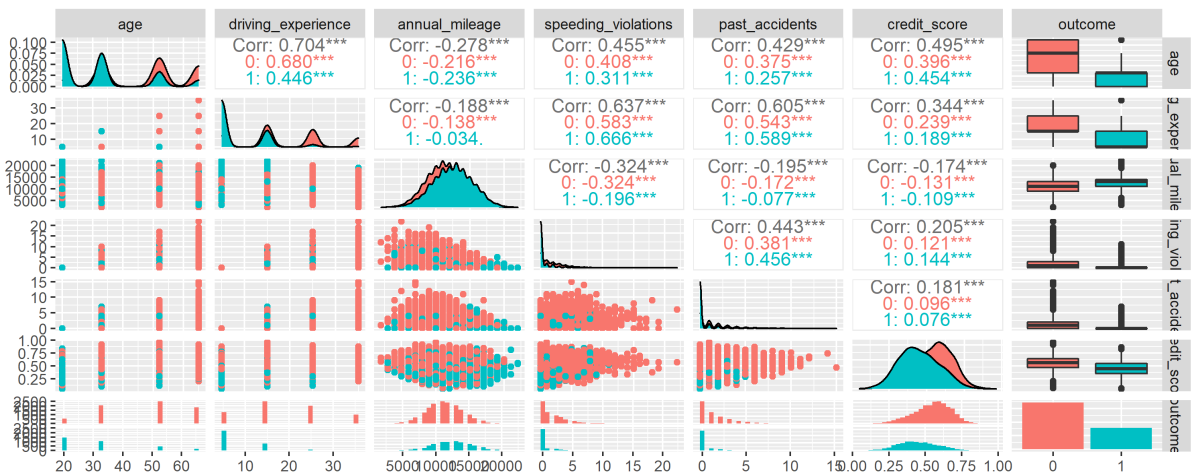 age driving_experience annual_mileage speeding_violations past_accidents credit_score outcome
0.100
0.075
0.050
0.025
0.000
Corr: 0.704***
0: 0.680***
1: 0.446***
Corr: -0.278***
0: -0.216***
1: -0.236***
Corr: 0.455***
0: 0.408***
1: 0.311***
Corr: 0.429***
0: 0.375***
1: 0.257***
Corr: 0.495***
0: 0.396***
1: 0.454***
age
30
20
10
Corr: -0.188***
0: -0.138***
1: -0.034.
Corr: 0.637***
0: 0.583***
1: 0.666***
Corr: 0.605***
0: 0.543***
1: 0.589***
Corr: 0.344***
0: 0.239***
1: 0.189***
g_exper
20000
15000
10000
5000
Corr: -0.324***
0: -0.324***
1: -0.196***
Corr: -0.195***
0: -0.172***
1: -0.077***
Corr: -0.174***
0: -0.131***
1: -0.109***
ual_mile
20
15
10
5
0
Corr: 0.443***
0: 0.381***
1: 0.456***
Corr: 0.205***
0: 0.121***
1: 0.144***
ing_viol
15
10
5
0
Corr: 0.181***
0: 0.096***
1: 0.076***
t_accide
1.00
0.75
0.50
0.25
edit_sco
outcome
20 40 60
10 20 30
5000 10000 15000 20000
0 5 10 15 20
0 5 10 15
0.00 0.25 0.50 0.75 1.00
0 1